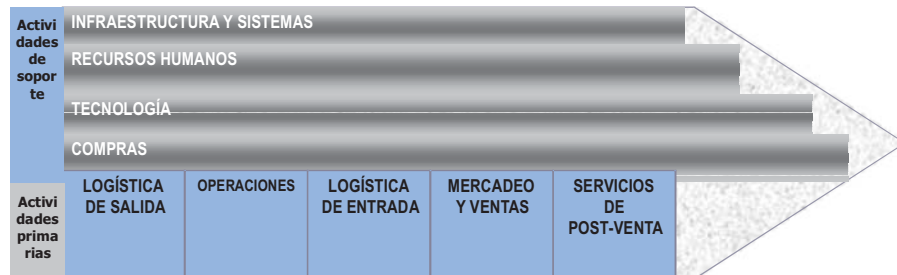 Activi
dades
de
sopor
te
INFRAESTRUCTURA Y SISTEMAS
RECURSOS HUMANOS
TECNOLOGÍA
COMPRAS
Activi
dades
prima
rias
LOGÍSTICA
DE SALIDA
OPERACIONES
LOGÍSTICA
DE ENTRADA
MERCADEO
Y VENTAS
SERVICIOS
DE
POST-VENTA